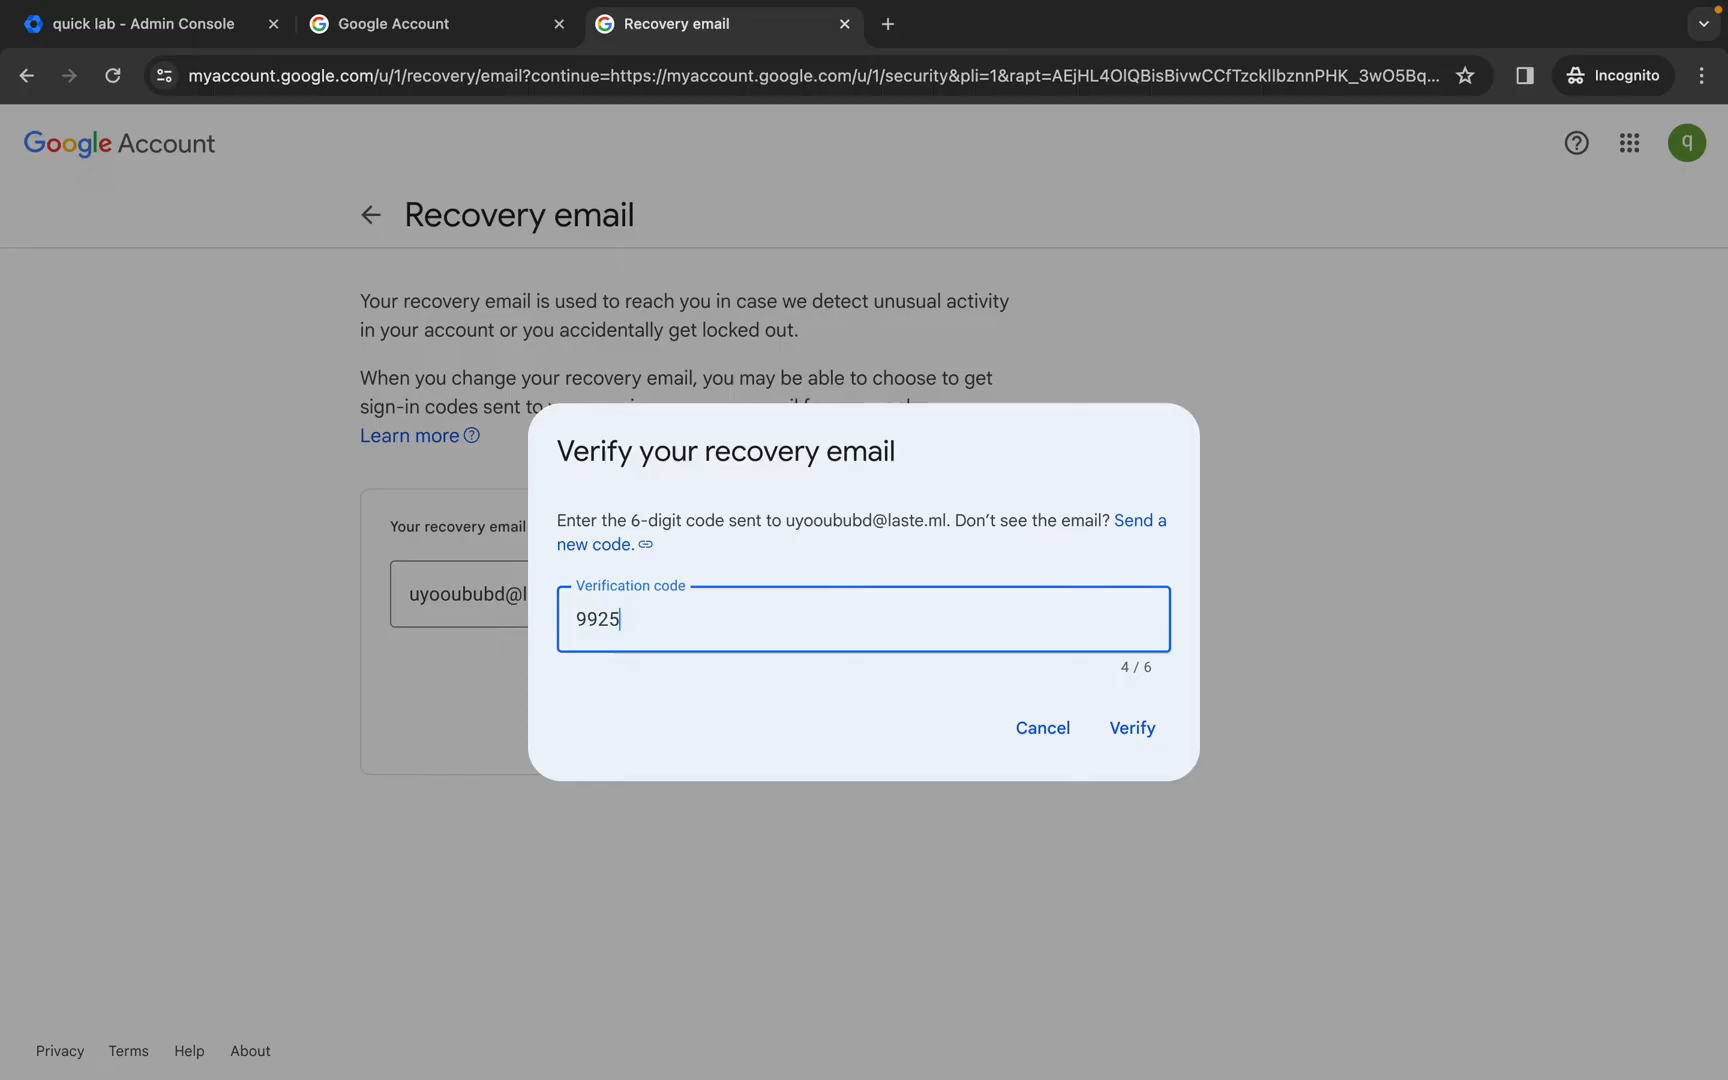 quick lab - Admin Console
Google Account
Recovery email
myaccount.google.com/u/1/recovery/email?continue=https://myaccount.google.com/u/1/security&pli=1&rapt=AEjHL4OlQBisBivwCCfTzckllbznnPHK_3wO5Bq...
Incognito
Google Account
q
Recovery email
Your recovery email is used to reach you in case we detect unusual activity
in your account or you accidentally get locked out.
When you change your recovery email, you may be able to choose to get
sign-in codes sent to
Learn more
Your recovery email
uyooububd@l
Verify your recovery email
Enter the 6-digit code sent to uyooububd@laste.ml. Don’t see the email? Send a
new code.
Verification code
9925
4 / 6
Cancel
Verify
Privacy
Terms
Help
About